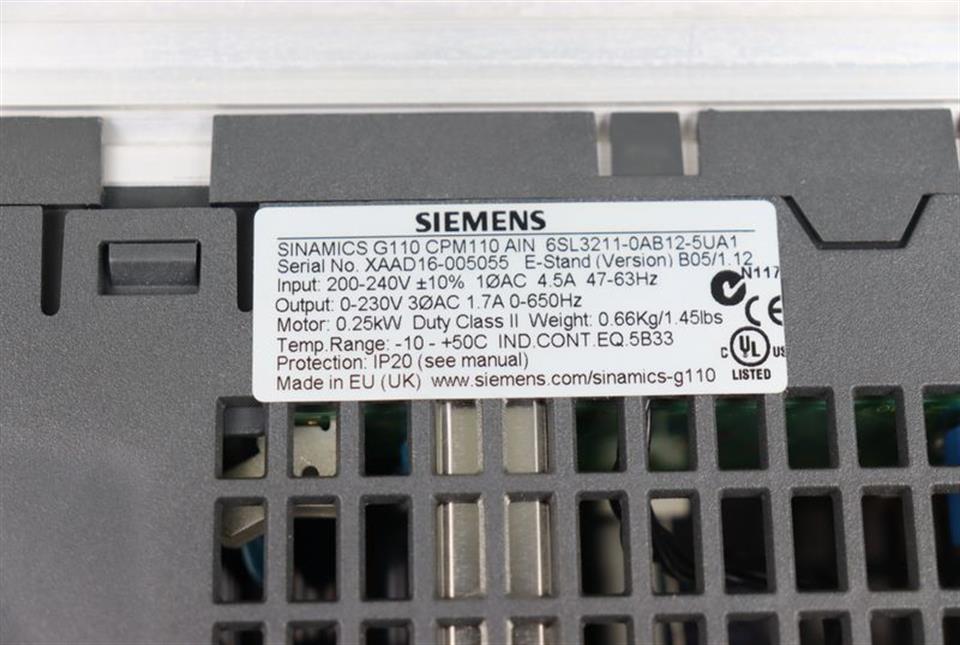 SIEMENS
SINAMICS G110 CPM110 AIN 6SL3211-0AB12-5UA1
Serial No. XAAD16-005055 E-Stand (Version) B05/1.12
Input: 200-240V ±10% 1ØAC 4.5A 47-63Hz
N117
Output: 0-230V 3ØAC 1.7A 0-650Hz
CE
Motor: 0.25kW Duty Class II Weight: 0.66Kg/1.45lbs
Temp.Range: -10 - +50C IND.CONT.EQ.5B33
C UL US
Protection: IP20 (see manual)
LISTED
Made in EU (UK) www.siemens.com/sinamics-g110